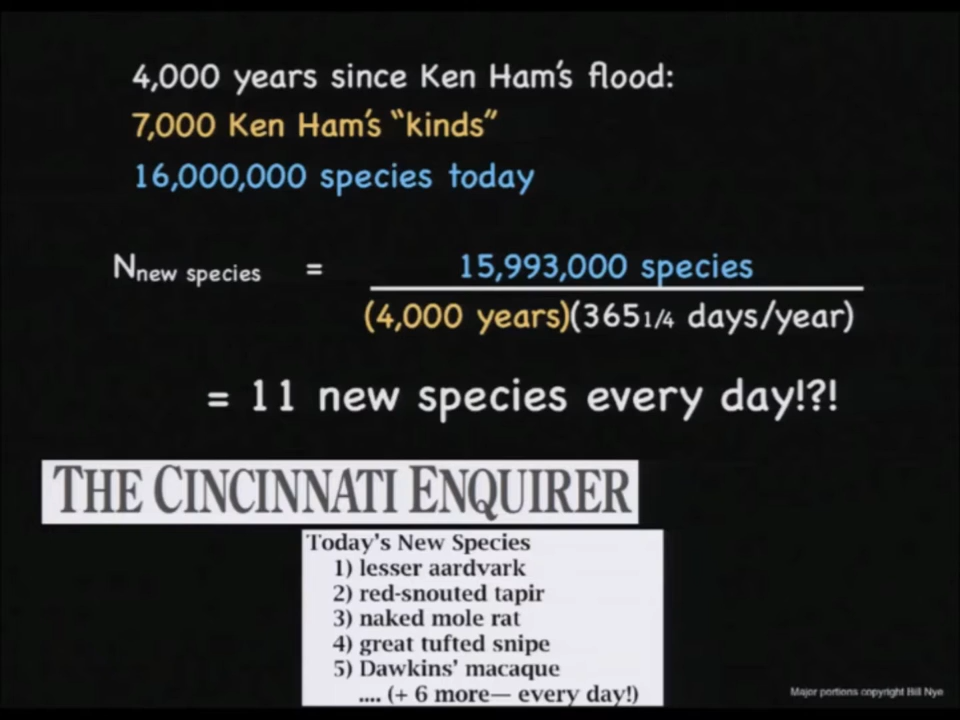 4,000 years since Ken Ham's flood:
7,000 Ken Ham's "kinds"
16,000,000 species today
Nnew species = 15,993,000 species
(4,000 years)(365 1/4 days/year)
= 11 new species every day!?!
THE CINCINNATI ENQUIRER
Today's New Species
1) lesser aardvark
2) red-snouted tapir
3) naked mole rat
4) great tufted snipe
5) Dawkins' macaque
.... (+ 6 more— every day!)
Major portions copyright Bill Nye